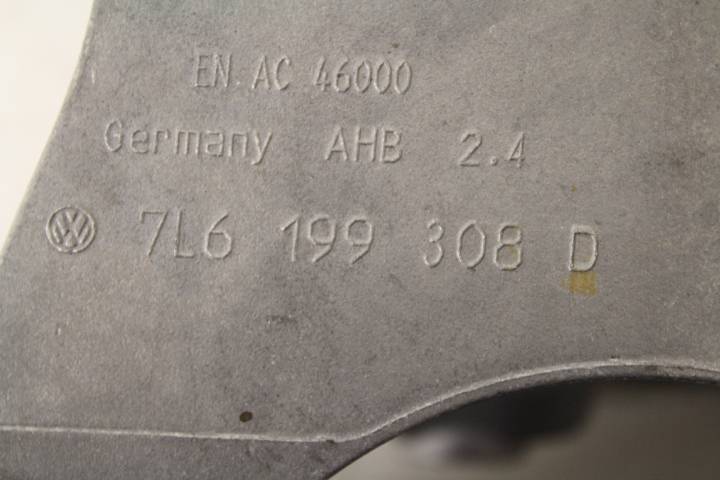 EN AC 46000
Germany AHB 2.4
VW 7L6 199 308 D